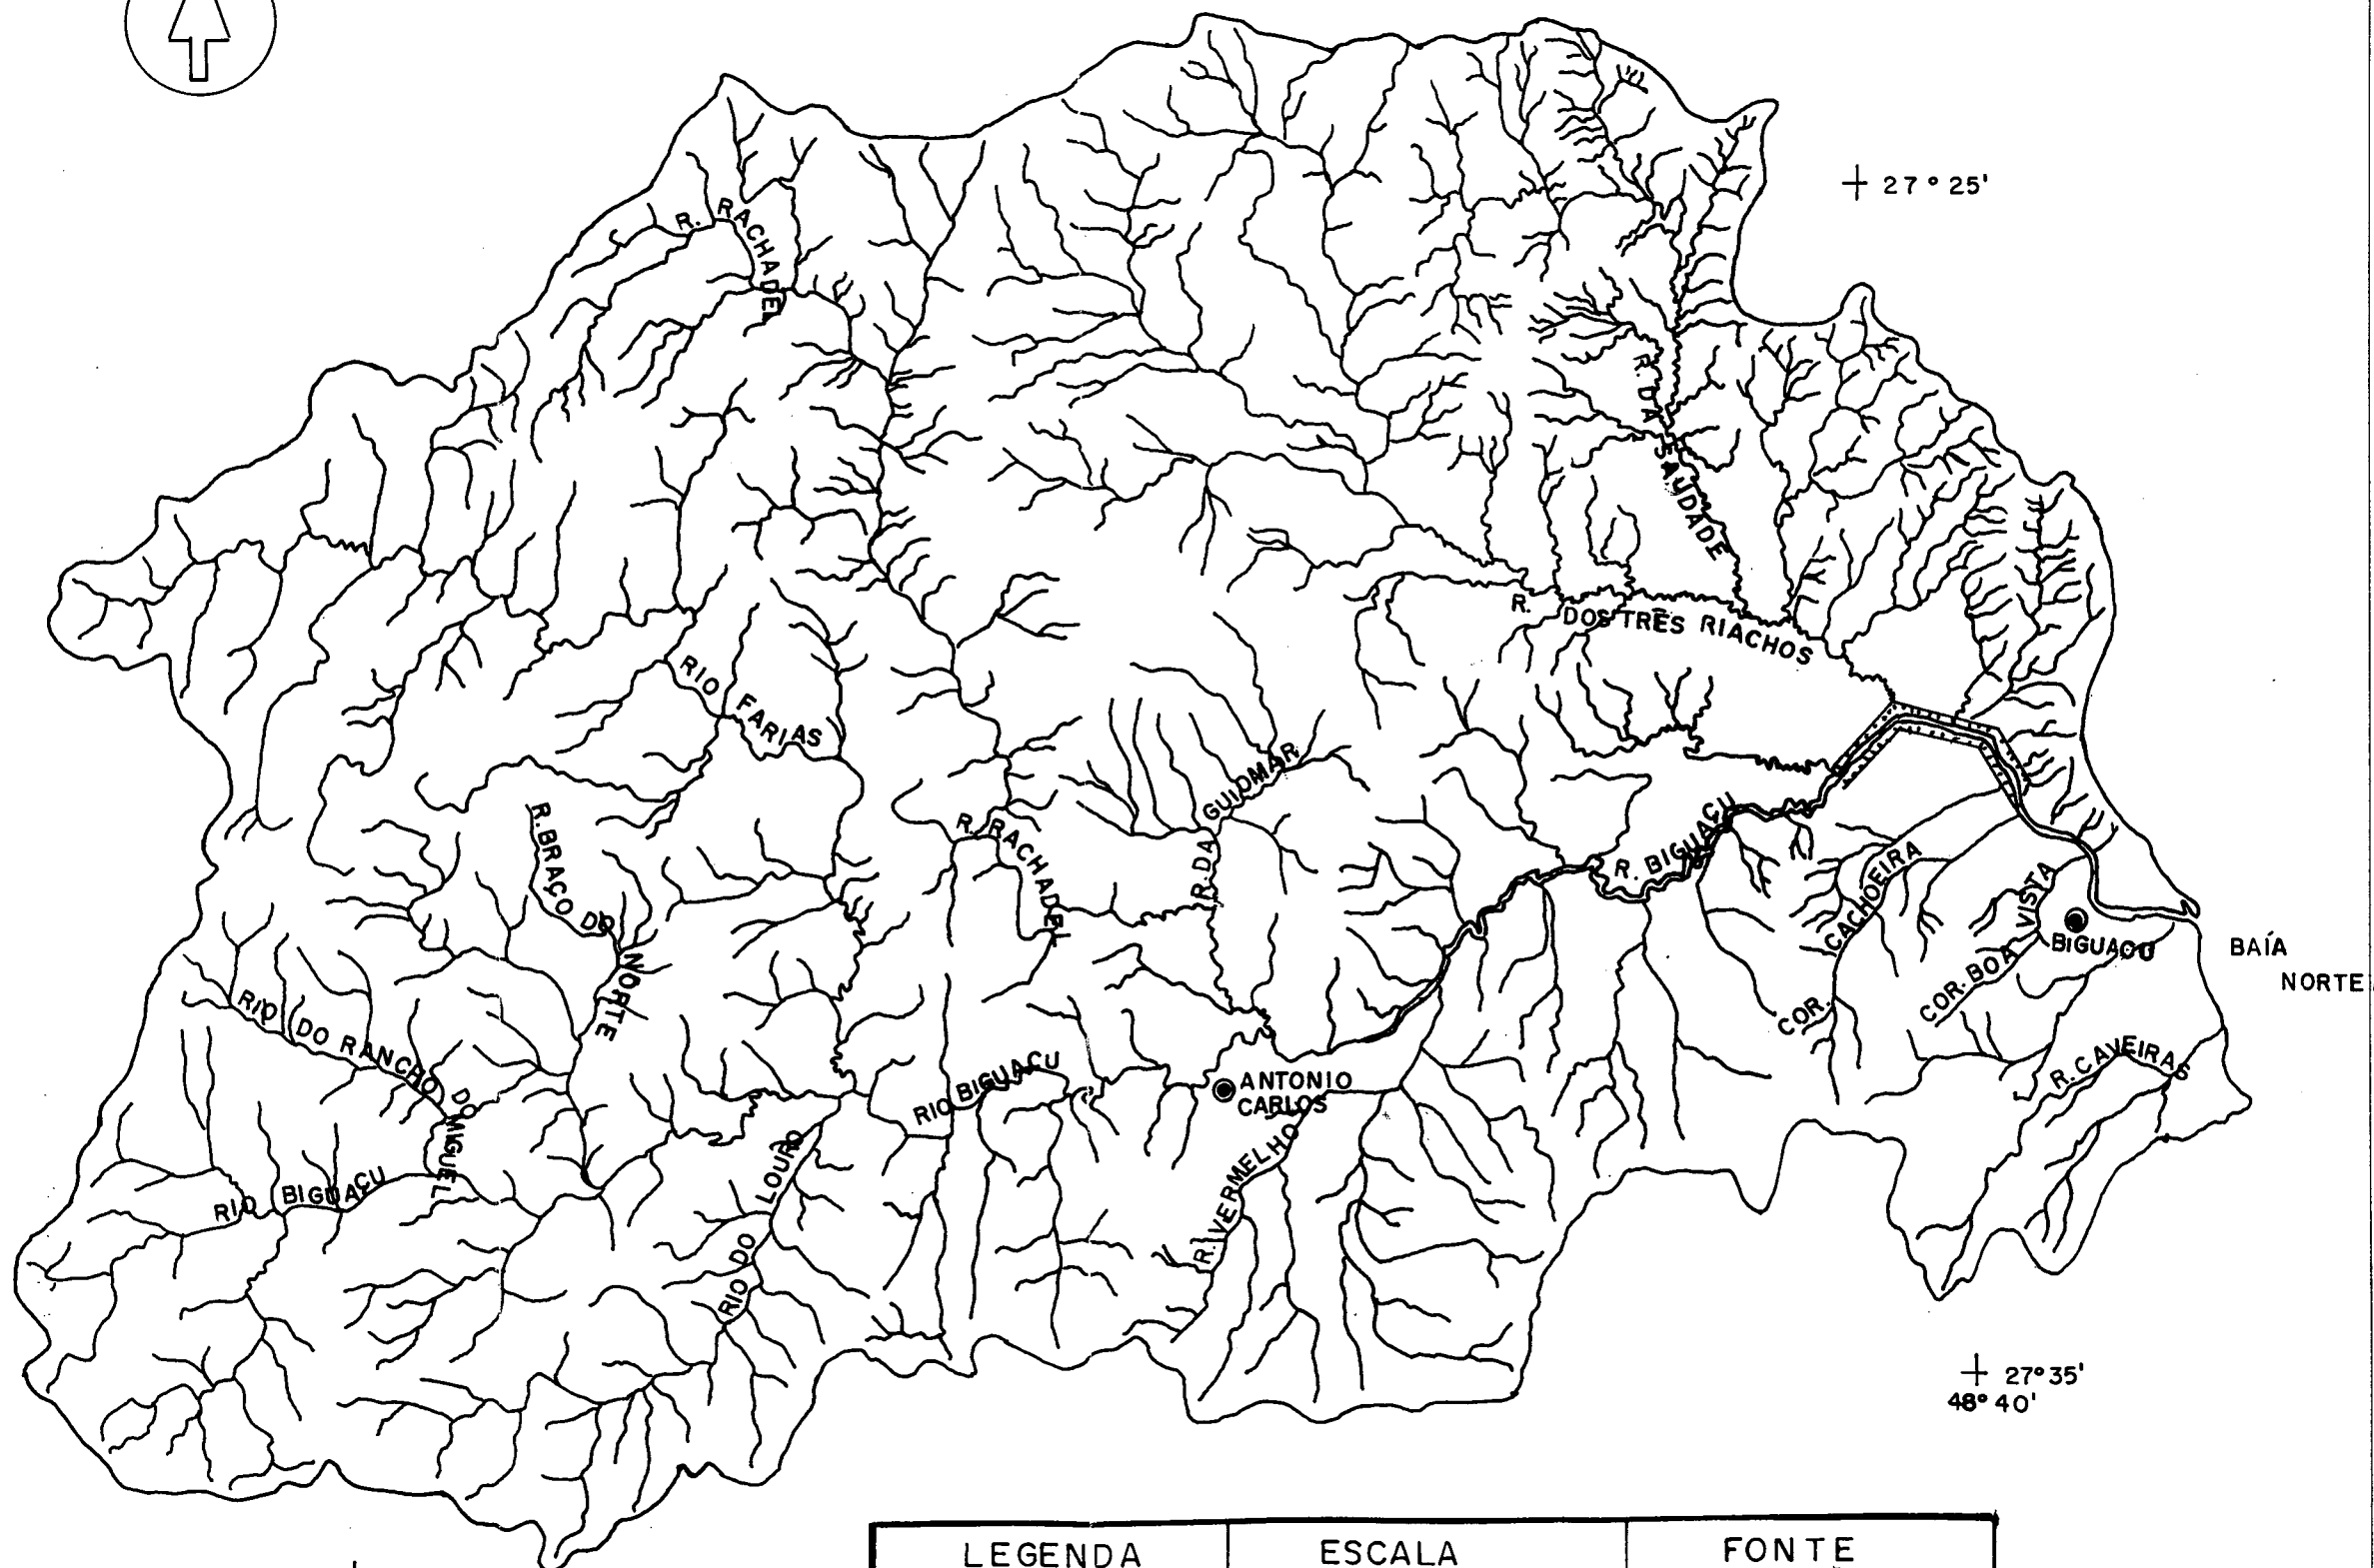 27° 25'
R. RACHADEL
R. DA SAUDADE
R. DOS TRÊS RIACHOS
RIO FARIAS
R. DA GUIOMAR
R. BRAÇO DO NORTE
R. RACHADEL
R. BIGUAÇU
COR. CACHOEIRA
COR. BOA VISTA
BIGUAÇU
BAÍA
NORTE
RIO DO RANCHO DO MIGUEL
RIO BIGUAÇU
ANTONIO
CARLOS
R. CAVEIRAS
RIO BIGUAÇU
RIO DO LOURO
R. VERMELHO
27° 35'
48° 40'
LEGENDA
ESCALA
FONTE